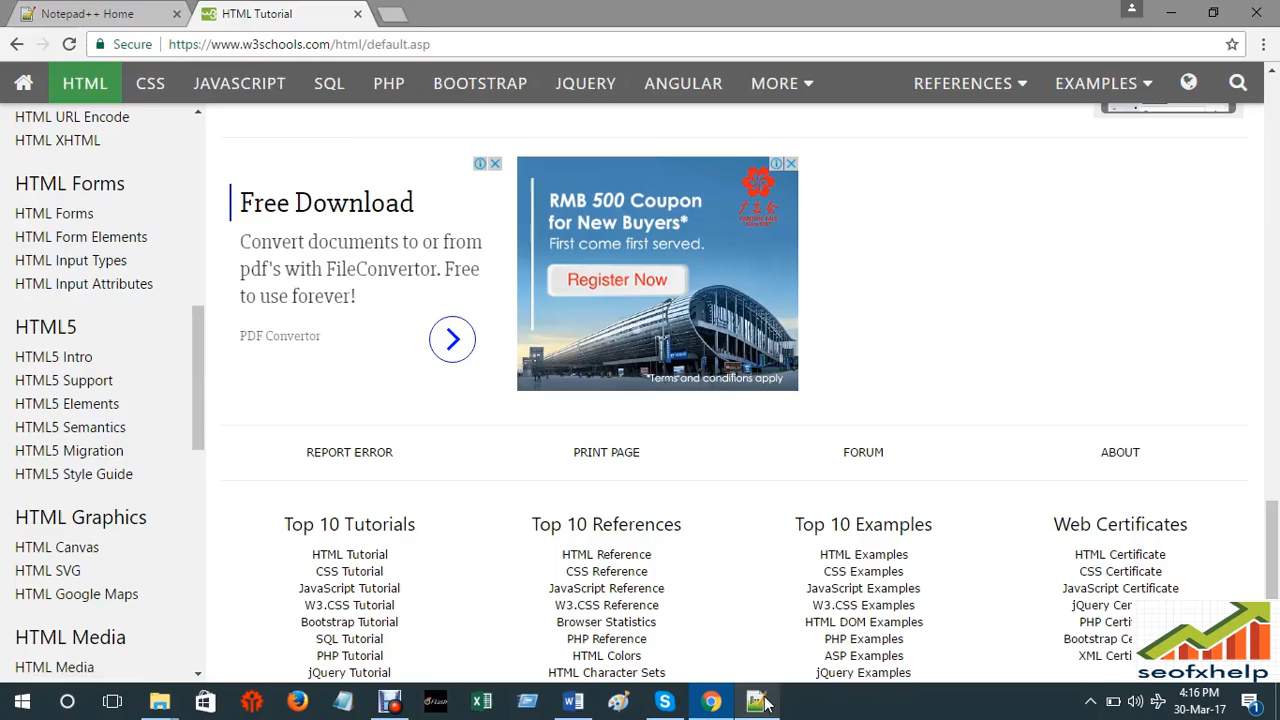 Notepad++ Home
HTML Tutorial
Secure
https://www.w3schools.com/html/default.asp
HTML CSS JAVASCRIPT SQL PHP BOOTSTRAP JQUERY ANGULAR MORE REFERENCES EXAMPLES
HTML URL Encode
HTML XHTML
HTML Forms
HTML Forms
HTML Form Elements
HTML Input Types
HTML Input Attributes
HTML5
HTML5 Intro
HTML5 Support
HTML5 Elements
HTML5 Semantics
HTML5 Migration
HTML5 Style Guide
HTML Graphics
HTML Canvas
HTML SVG
HTML Google Maps
HTML Media
HTML Media
Free Download
Convert documents to or from
pdf's with FileConvertor. Free
to use forever!
PDF Convertor
RMB 500 Coupon
for New Buyers*
First come first served.
Register Now
*Terms and conditions apply
REPORT ERROR
PRINT PAGE
FORUM
ABOUT
Top 10 Tutorials
HTML Tutorial
CSS Tutorial
JavaScript Tutorial
W3.CSS Tutorial
Bootstrap Tutorial
SQL Tutorial
PHP Tutorial
jQuery Tutorial
Top 10 References
HTML Reference
CSS Reference
JavaScript Reference
W3.CSS Reference
Browser Statistics
PHP Reference
HTML Colors
HTML Character Sets
Top 10 Examples
HTML Examples
CSS Examples
JavaScript Examples
W3.CSS Examples
HTML DOM Examples
PHP Examples
ASP Examples
jQuery Examples
Web Certificates
HTML Certificate
CSS Certificate
JavaScript Certificate
jQuery Cer
PHP Certi
Bootstrap C
XML Certi
seofxhelp
4:16 PM
30-Mar-17